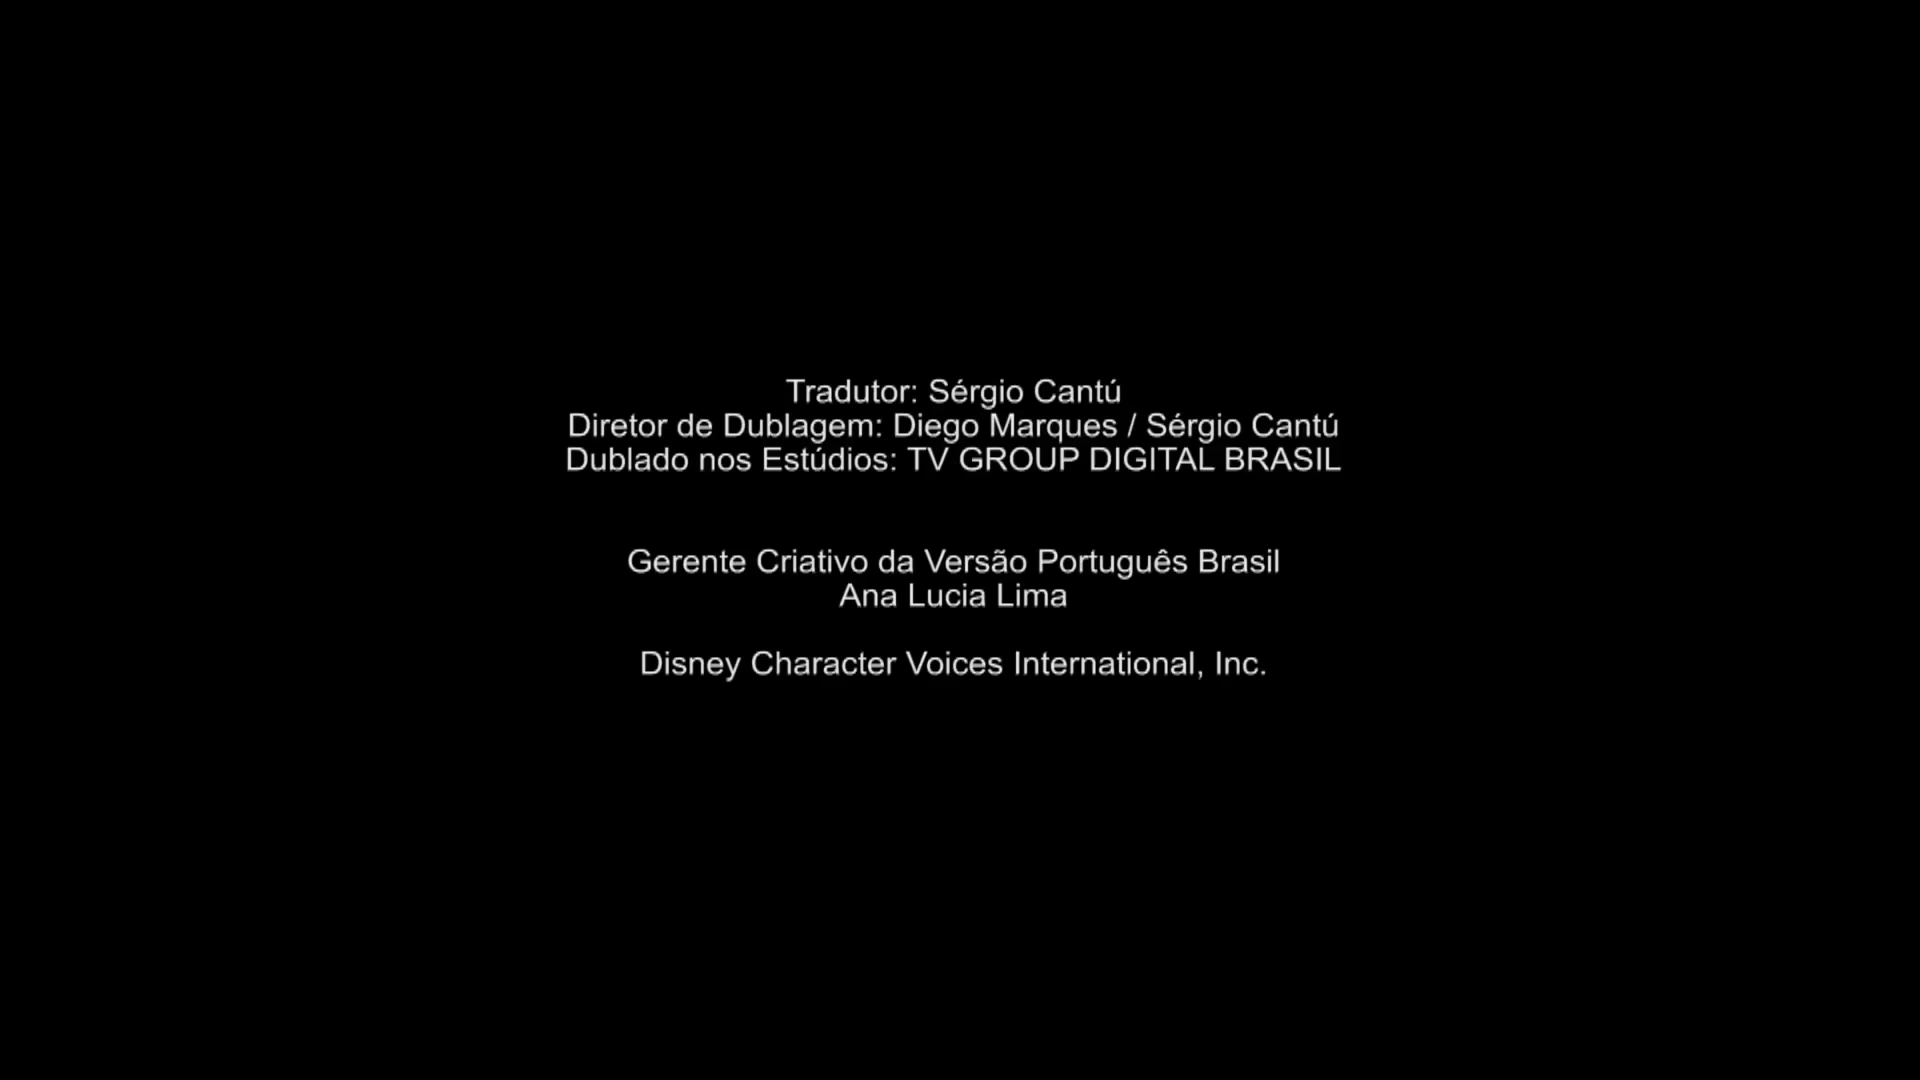 Tradutor: Sérgio Cantú
Diretor de Dublagem: Diego Marques / Sérgio Cantú
Dublado nos Estúdios: TV GROUP DIGITAL BRASIL
Gerente Criativo da Versão Português Brasil
Ana Lucia Lima
Disney Character Voices International, Inc.